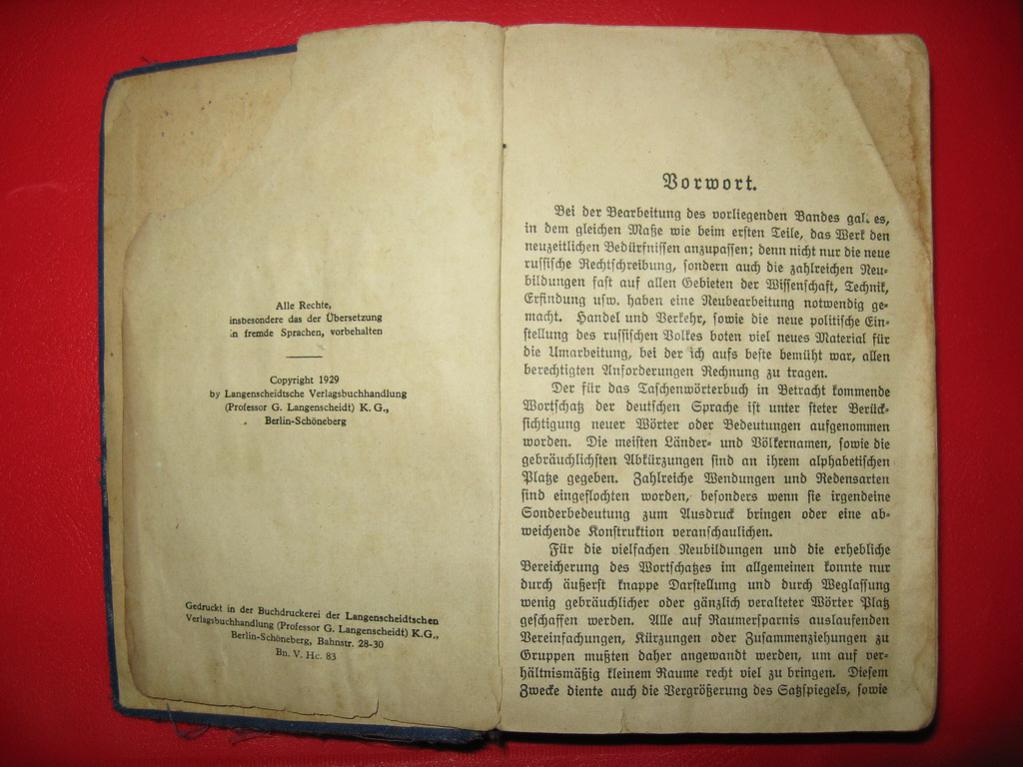 Alle Rechte,
insbesondere das der Übersetzung
in fremde Sprachen, vorbehalten
Copyright 1929
by Langenscheidtsche Verlagsbuchhandlung
(Professor G. Langenscheidt) K. G.,
Berlin-Schöneberg
Gedruckt in der Buchdruckerei der Langenscheidtschen
Verlagsbuchhandlung (Professor G. Langenscheidt) K. G.,
Berlin-Schöneberg, Bahnstr. 28-30
Bn. V. Hc. 83
Vorwort.
Bei der Bearbeitung des vorliegenden Bandes galt es,
in dem gleichen Maße wie beim ersten Teile, das Werk den
neuzeitlichen Bedürfnissen anzupassen; denn nicht nur die neue
russische Rechtschreibung, sondern auch die zahlreichen Neu-
bildungen fast auf allen Gebieten der Wissenschaft, Technik,
Erfindung usw. haben eine Neubearbeitung notwendig ge-
macht. Handel und Verkehr, sowie die neue politische Ein-
stellung des russischen Volkes boten viel neues Material für
die Umarbeitung, bei der ich aufs beste bemüht war, allen
berechtigten Anforderungen Rechnung zu tragen.
Der für das Taschenwörterbuch in Betracht kommende
Wortschatz der deutschen Sprache ist unter steter Berück-
sichtigung neuer Wörter oder Bedeutungen aufgenommen
worden. Die meisten Länder- und Völkernamen, sowie die
gebräuchlichsten Abkürzungen sind an ihrem alphabetischen
Platze gegeben. Zahlreiche Wendungen und Redensarten
sind eingeflochten worden, besonders wenn sie irgendeine
Sonderbedeutung zum Ausdruck bringen oder eine ab-
weichende Konstruktion veranschaulichen.
Für die vielfachen Neubildungen und die erhebliche
Bereicherung des Wortschatzes im allgemeinen konnte nur
durch äußerst knappe Darstellung und durch Weglassung
wenig gebräuchlicher oder gänzlich veralteter Wörter Platz
geschaffen werden. Alle auf Raumersparnis auslaufenden
Vereinfachungen, Kürzungen oder Zusammenziehungen zu
Gruppen mußten daher angewandt werden, um auf ver-
hältnismäßig kleinem Raume recht viel zu bringen. Diesem
Zwecke diente auch die Vergrößerung des Satzspiegels, sowie